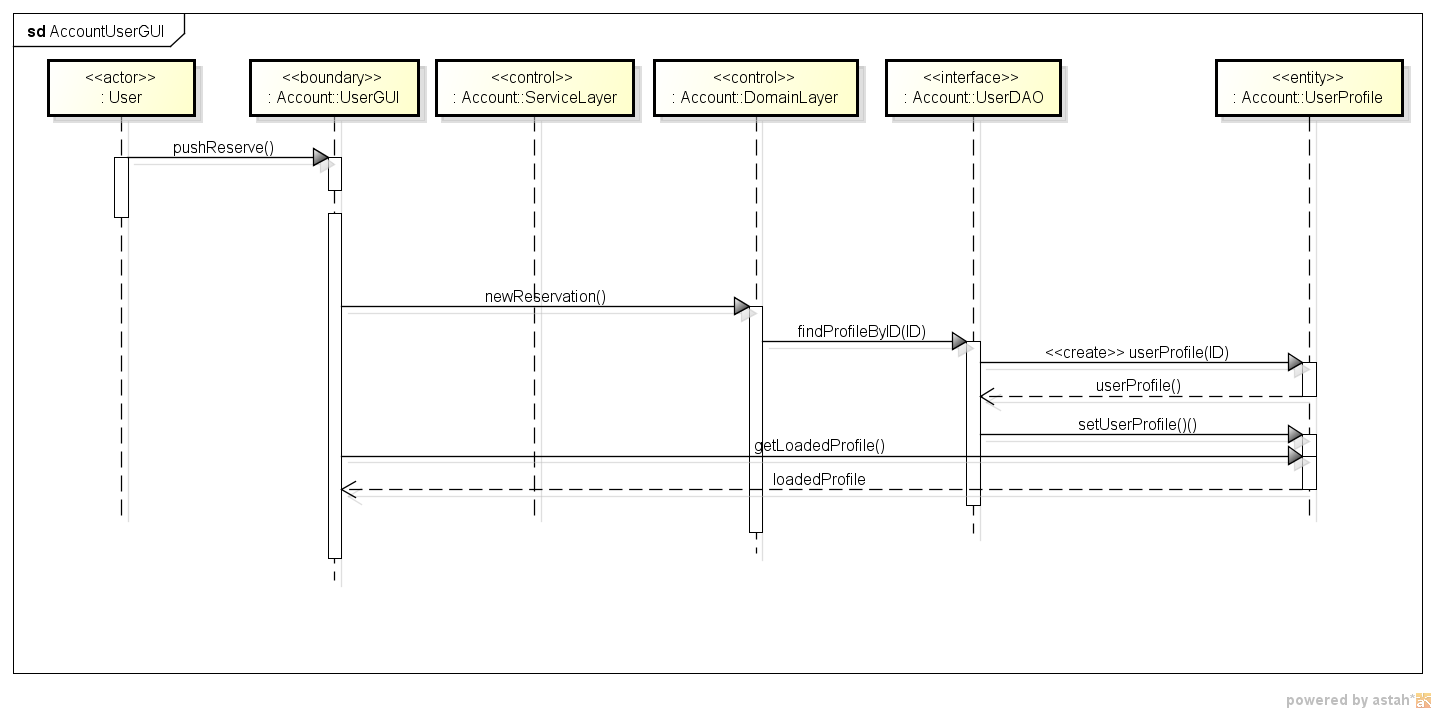 sd AccountUserGUI
<<actor>>
: User
<<boundary>>
: Account::UserGUI
<<control>>
: Account::ServiceLayer
<<control>>
: Account::DomainLayer
<<interface>>
: Account::UserDAO
<<entity>>
: Account::UserProfile
pushReserve()
newReservation()
findProfileByID(ID)
<<create>> userProfile(ID)
userProfile()
setUserProfile()()
getLoadedProfile()
loadedProfile
powered by astah*